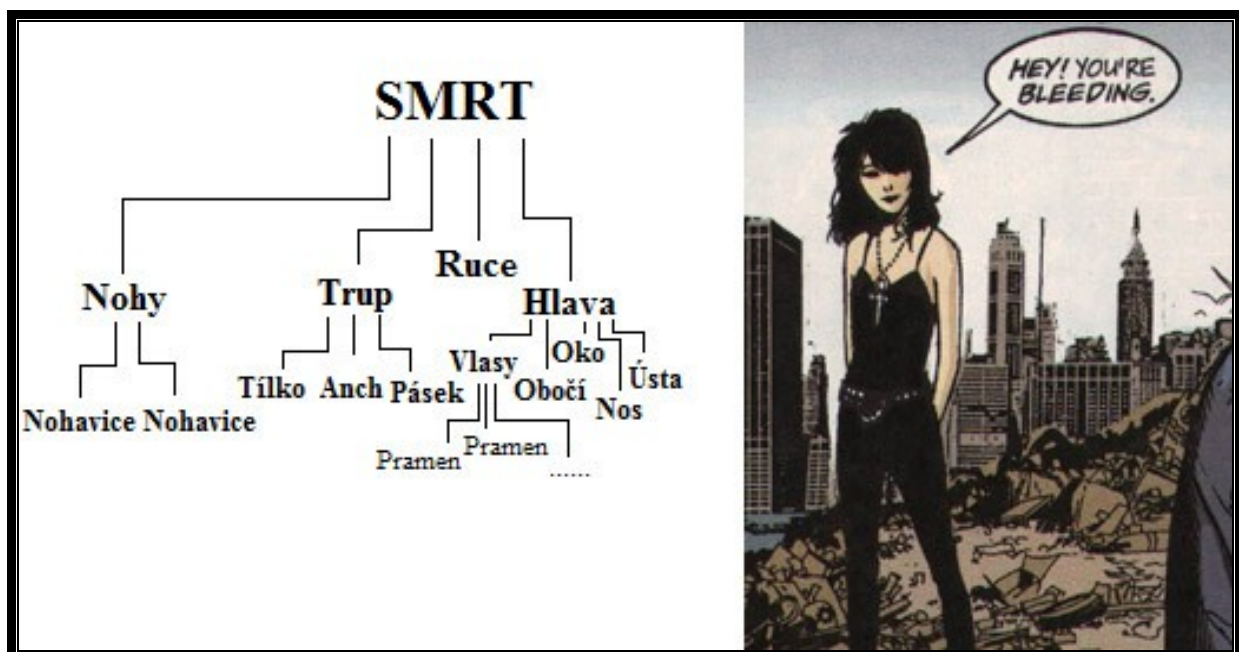 SMRT
Ruce
Nohy
Trup
Hlava
Vlasy
Oko
Ústa
Tílko
Anch
Pásek
Obočí
Nos
Nohavice Nohavice
Pramen
Pramen
......
HEY! YOU'RE
BLEEDING.